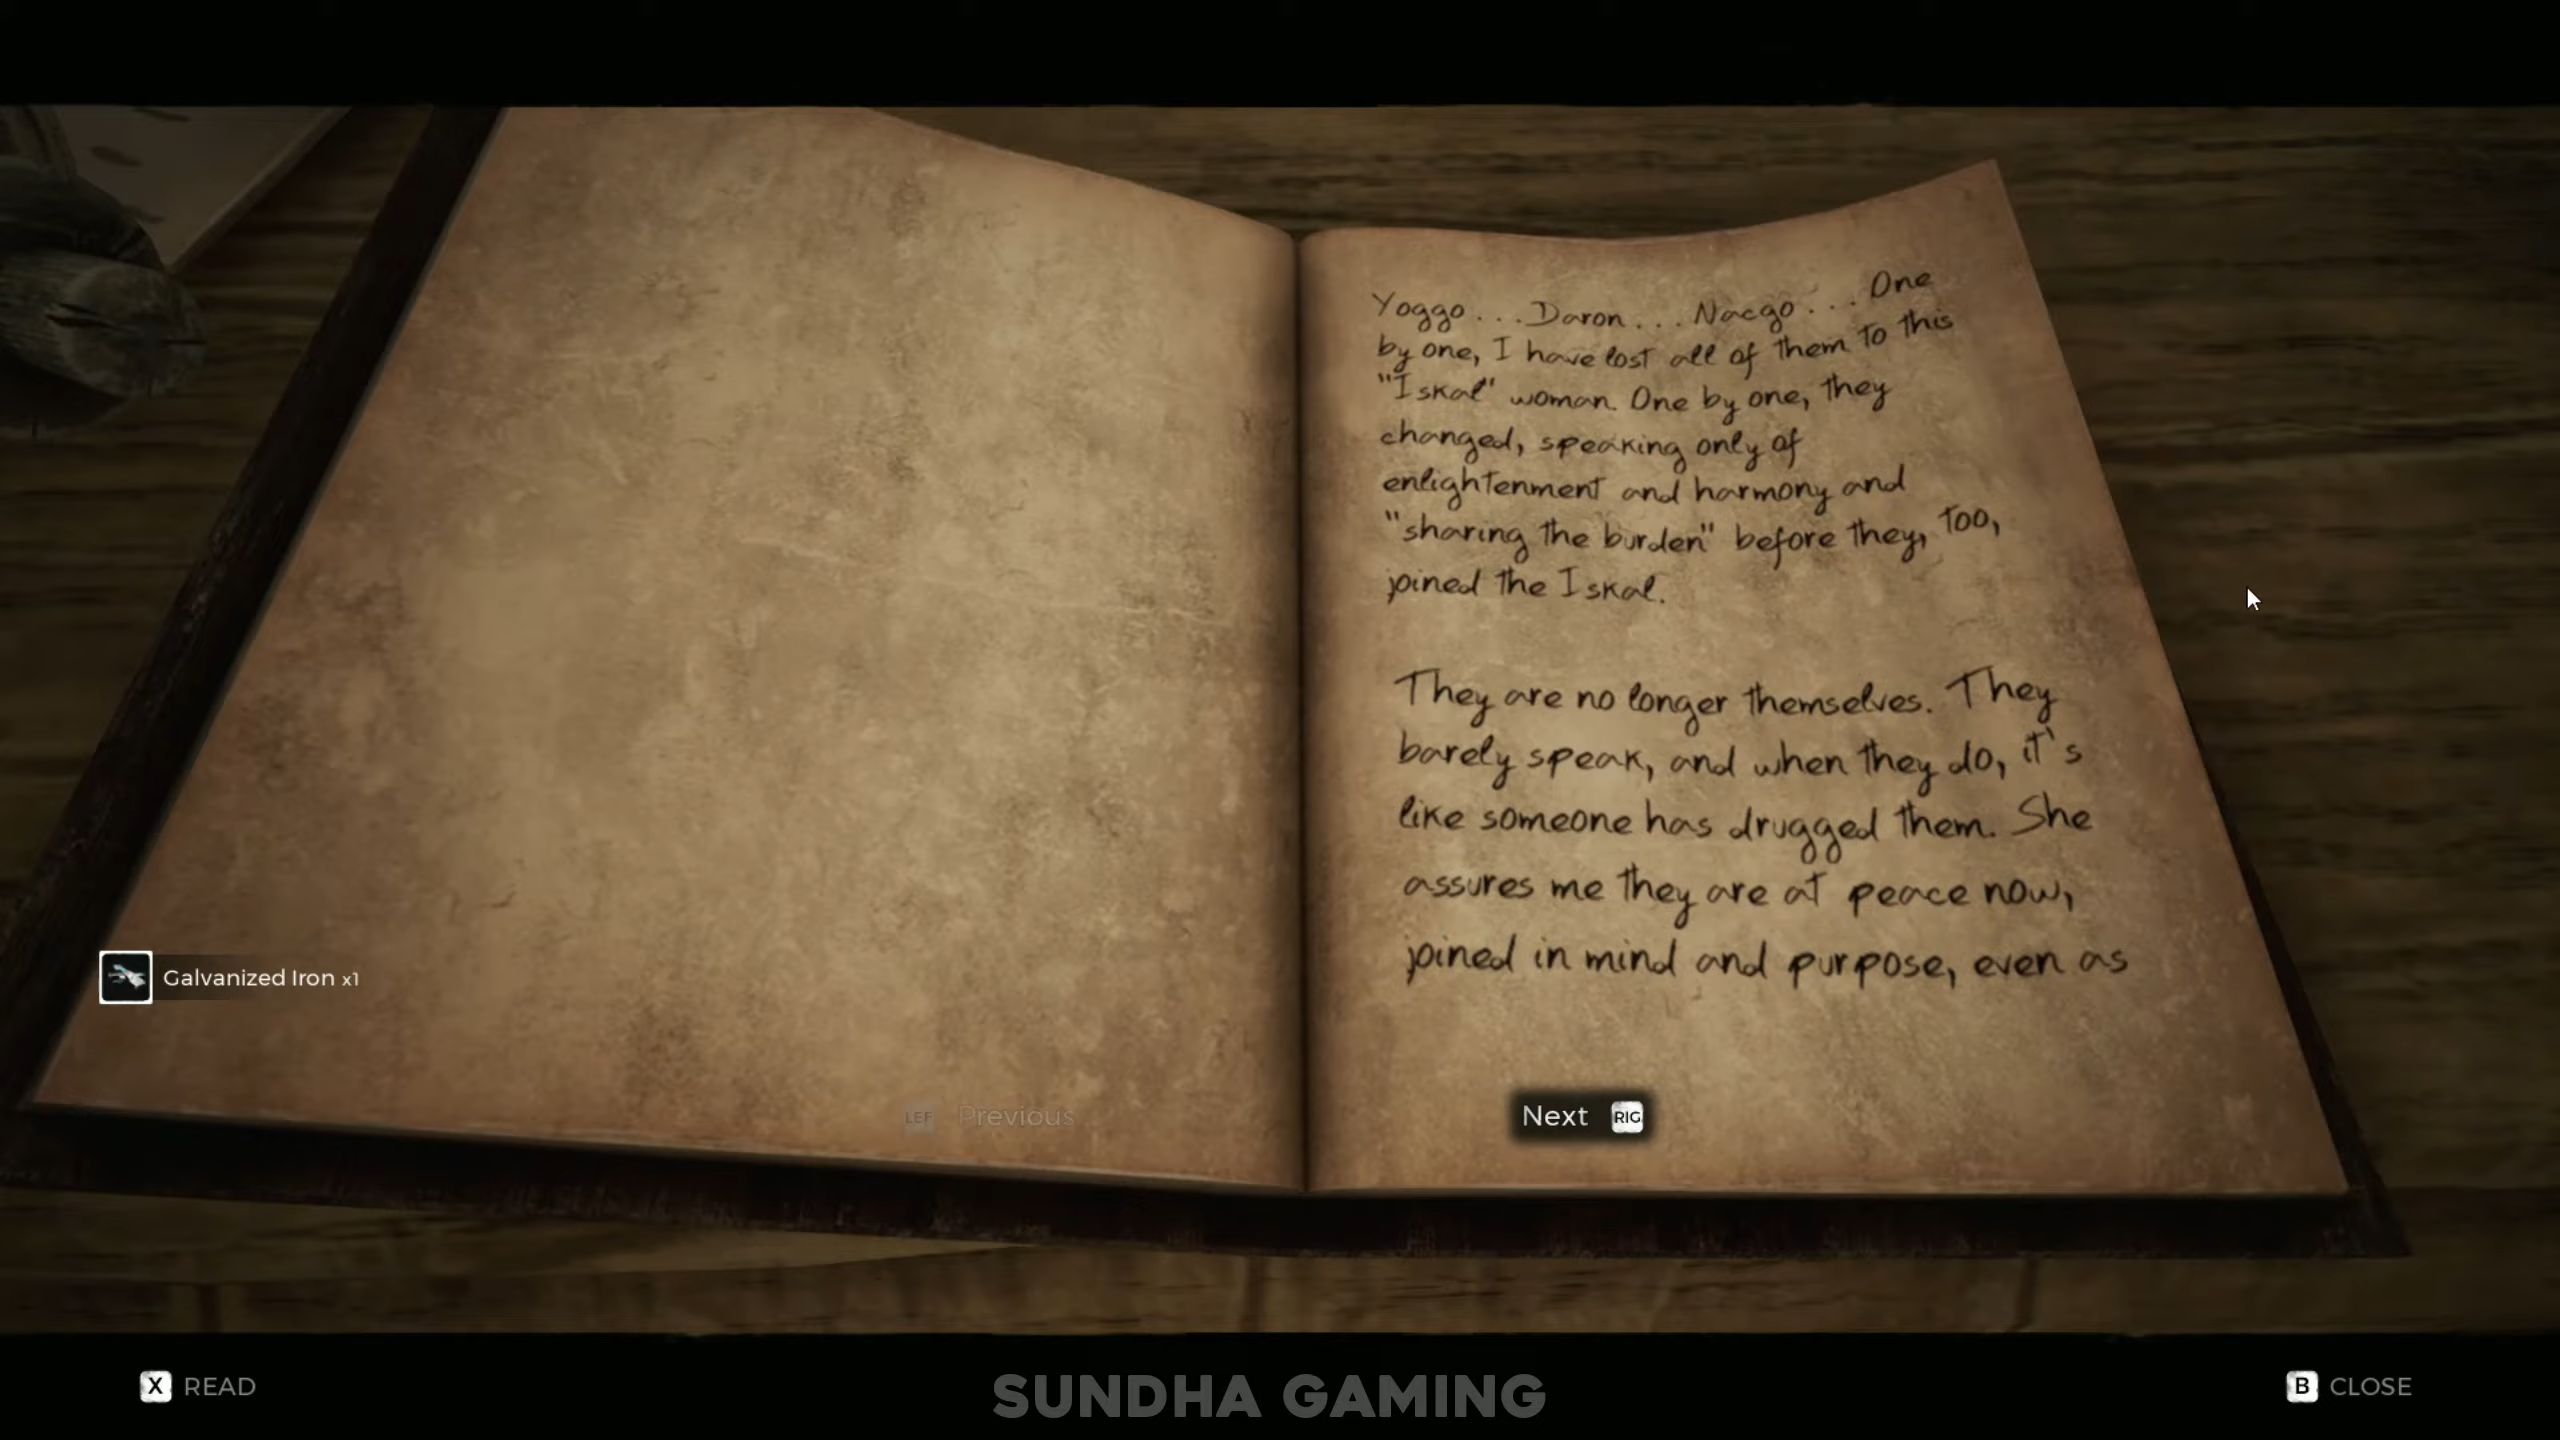 Yoggo . . . Daron . . . Nacgo . . . One
by one, I have lost all of them to this
"Iskal" woman. One by one, they
changed, speaking only of
enlightenment and harmony and
"sharing the burden" before they, too,
joined the Iskal.
They are no longer themselves. They
barely speak, and when they do, it's
like someone has drugged them. She
assures me they are at peace now,
joined in mind and purpose, even as
Galvanized Iron x1
LEF Previous
Next RIG
X READ
SUNDHA GAMING
B CLOSE